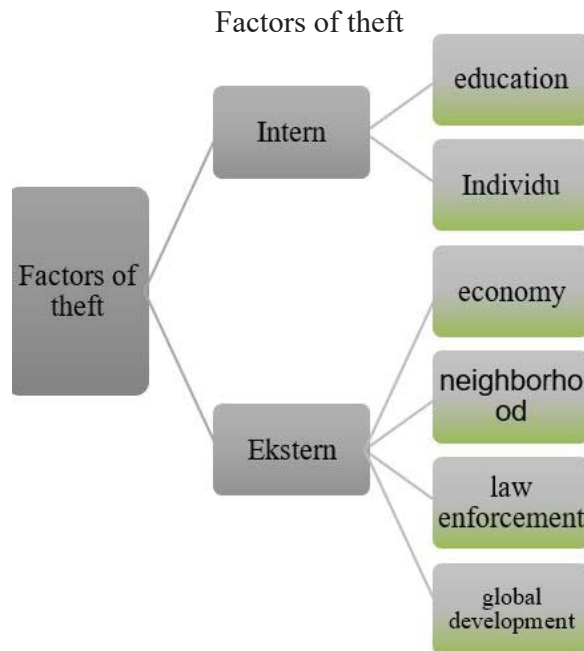 Factors of theft
education
Intern
Individu
Factors of
theft
economy
neighborho
od
Ekstern
law
enforcement
global
development